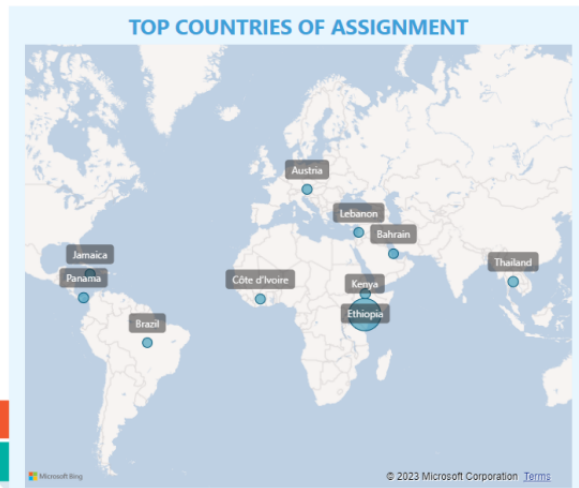 TOP COUNTRIES OF ASSIGNMENT
Austria
Lebanon
Bahrain
Jamaica
Panama
Côte d'Ivoire
Kenya
Thailand
Ethiopia
Brazil
Microsoft Bing
© 2023 Microsoft Corporation Terms